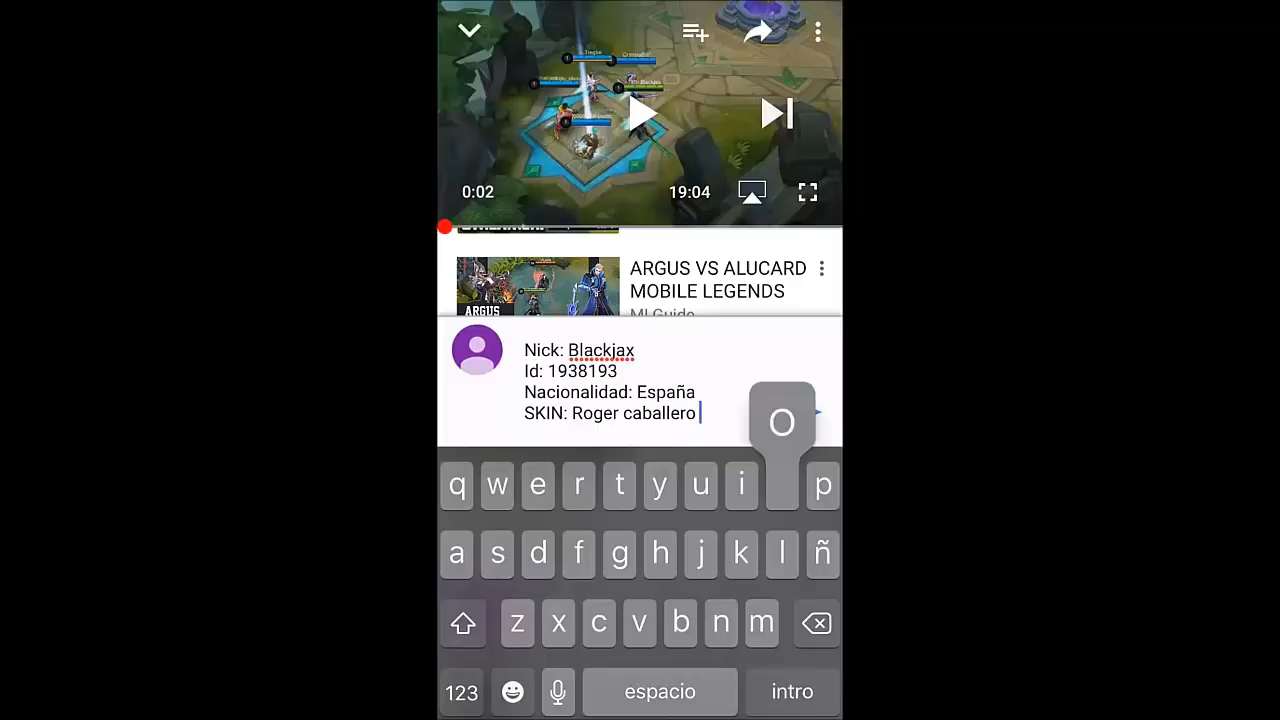 0:02
19:04
ARGUS VS ALUCARD
MOBILE LEGENDS
ARGUS
Nick: Blackjax
Id: 1938193
Nacionalidad: España
SKIN: Roger caballero
O
q w e r t y u i p
a s d f g h j k l ñ
z x c v b n m
123 espacio intro